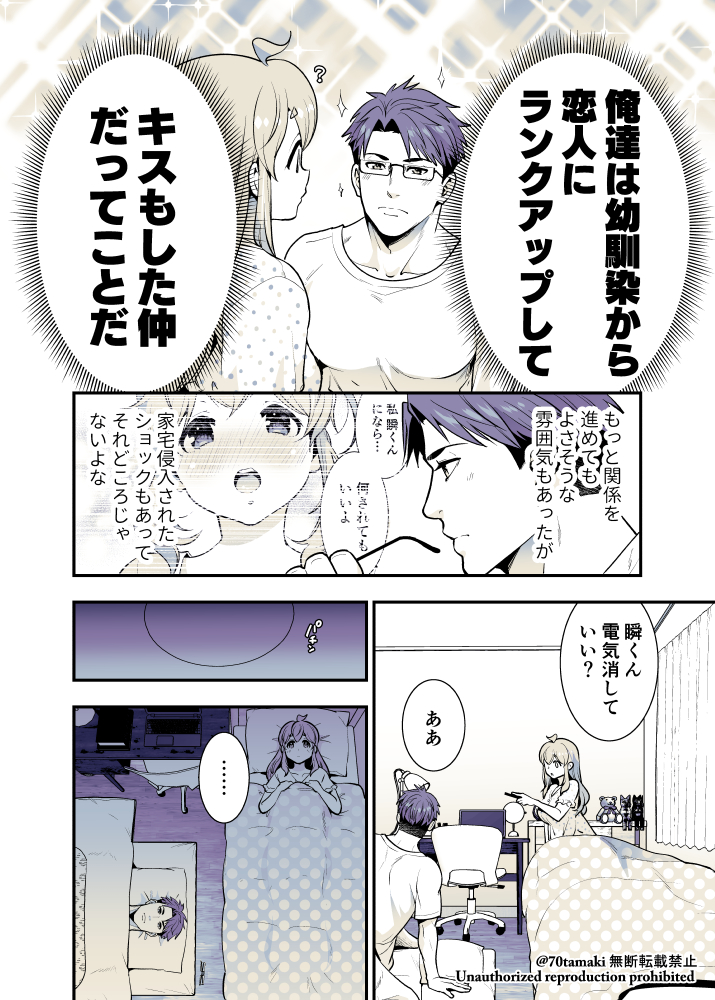 俺達は幼馴染から
恋人に
ランクアップして
?
キスもした仲
だってことだ
もっと関係を
進めても
よさそうな
雰囲気もあったが
私 瞬くん
になら…
何されても
いいよ
家宅侵入された
ショックもあって
それどころじゃ
ないよな
瞬くん
電気消して
いい？
ああ
パチン
……
@70tamaki 無断転載禁止
Unauthorized reproduction prohibited